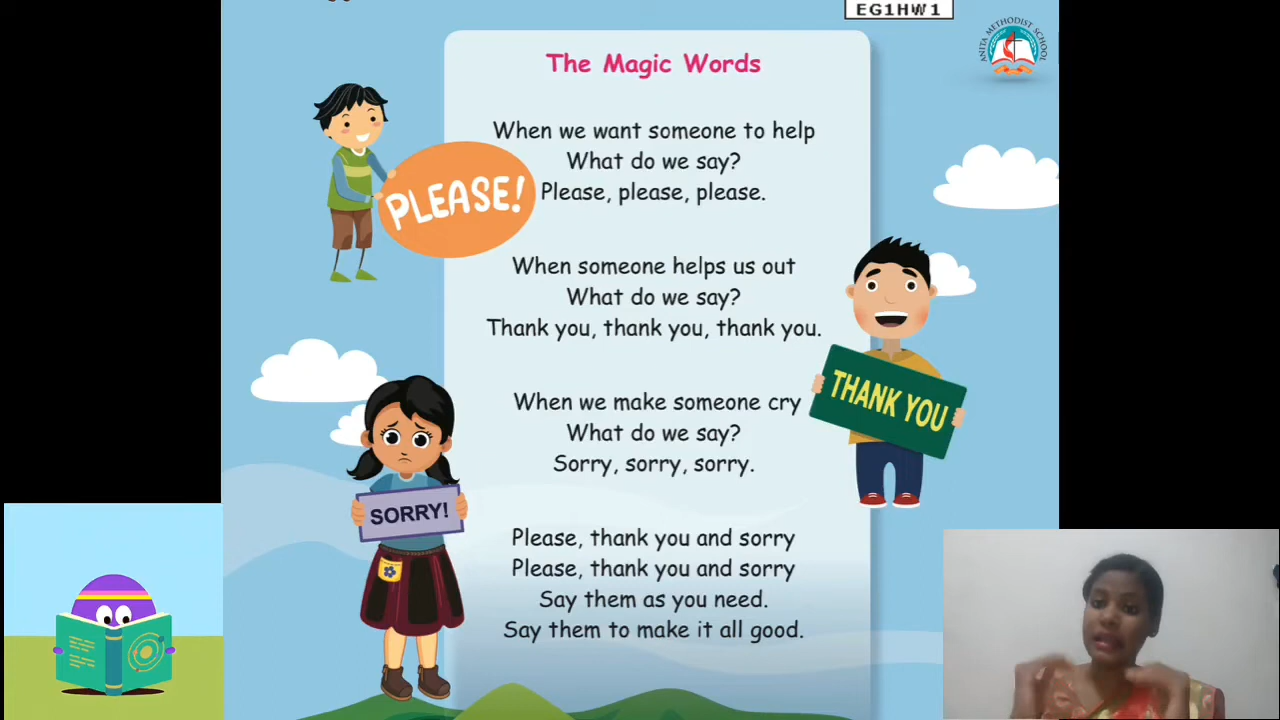 EG1HW1
ANITA METHODIST SCHOOL
The Magic Words
When we want someone to help
What do we say?
Please, please, please.
PLEASE!
When someone helps us out
What do we say?
Thank you, thank you, thank you.
THANK YOU
When we make someone cry
What do we say?
Sorry, sorry, sorry.
SORRY!
Please, thank you and sorry
Please, thank you and sorry
Say them as you need.
Say them to make it all good.